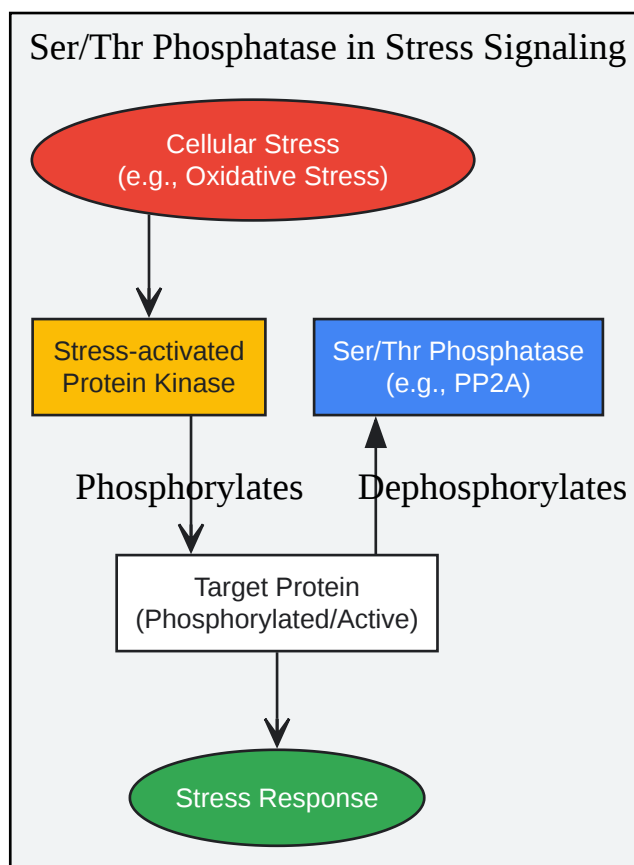 Ser/Thr Phosphatase in Stress Signaling
Cellular Stress
(e.g., Oxidative Stress)
Stress-activated
Protein Kinase
Ser/Thr Phosphatase
(e.g., PP2A)
Phosphorylates
Dephosphorylates
Target Protein
(Phosphorylated/Active)
Stress Response